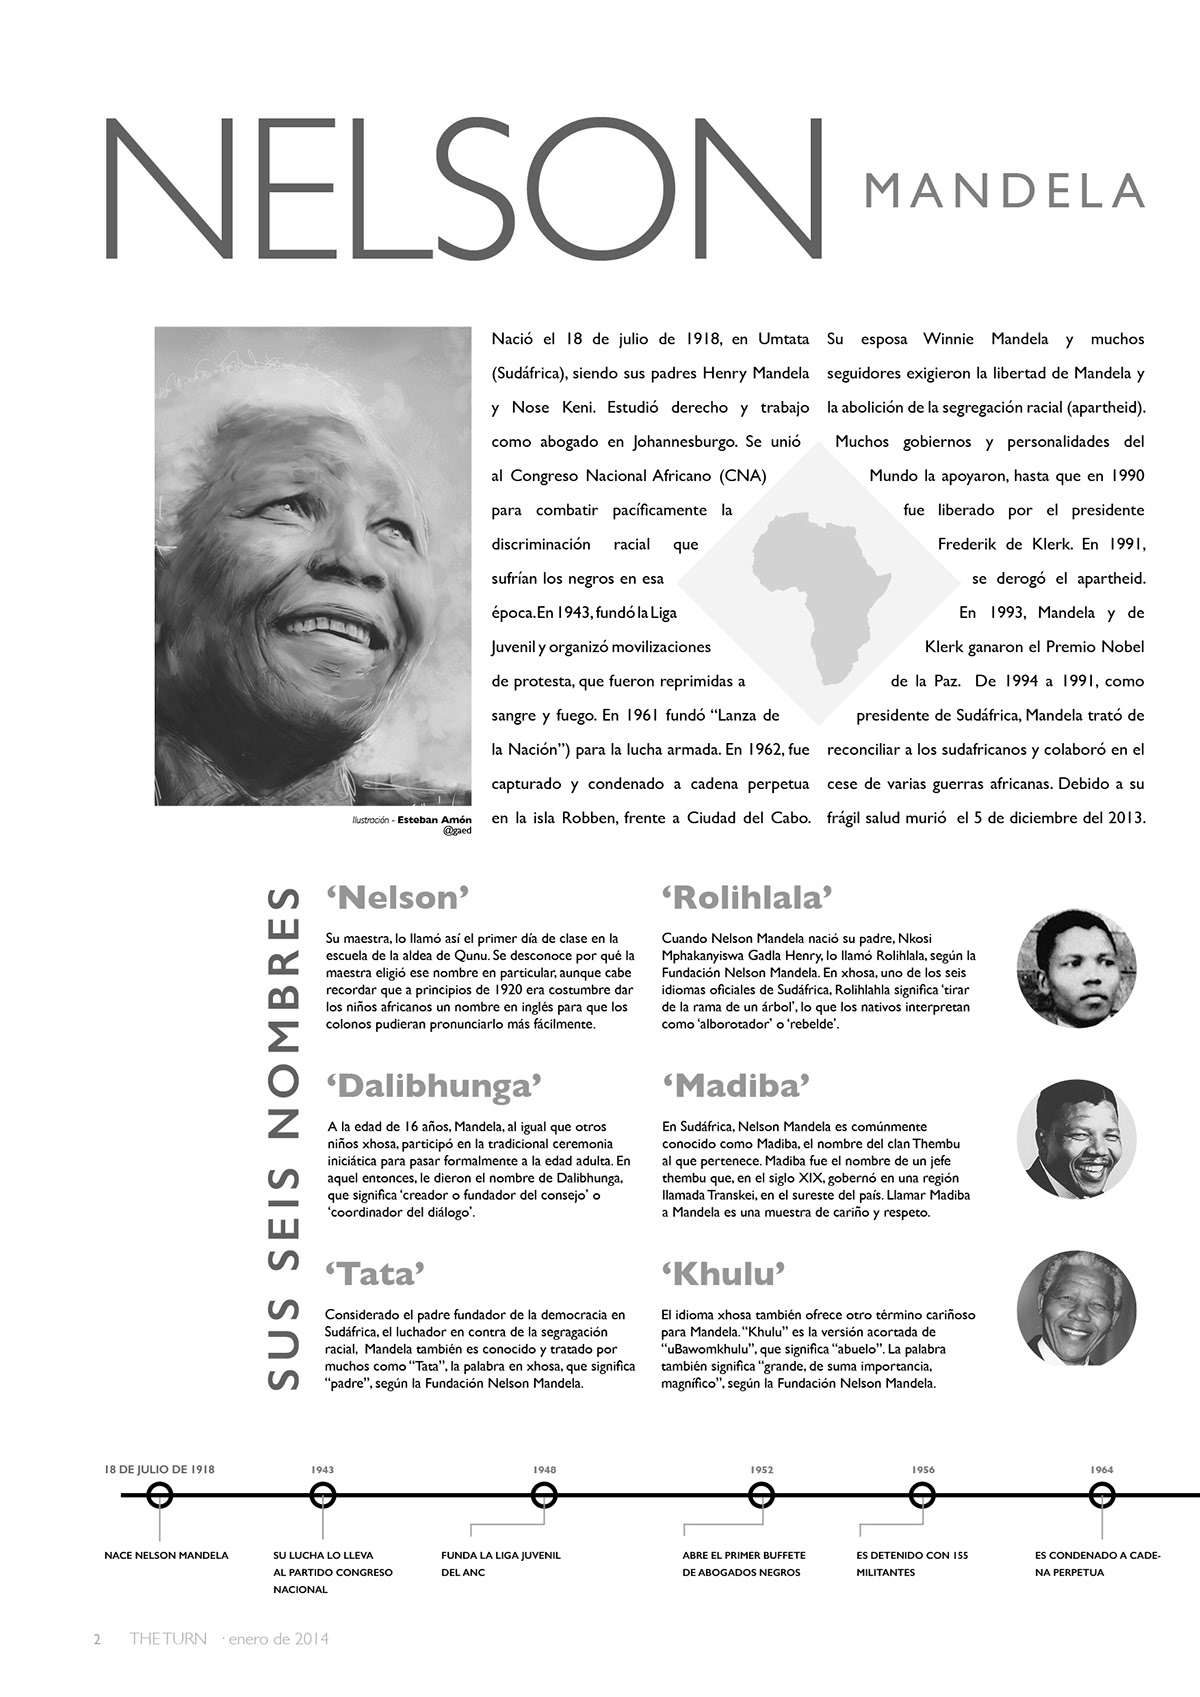 NELSON MANDELA
Nació el 18 de julio de 1918, en Umtata
(Sudáfrica), siendo sus padres Henry Mandela
y Nose Keni. Estudió derecho y trabajo
como abogado en Johannesburgo. Se unió
al Congreso Nacional Africano (CNA)
para combatir pacíficamente la
discriminación racial que
sufrían los negros en esa
época.En 1943, fundó la Liga
Juvenil y organizó movilizaciones
de protesta, que fueron reprimidas a
sangre y fuego. En 1961 fundó “Lanza de
la Nación”) para la lucha armada. En 1962, fue
capturado y condenado a cadena perpetua
en la isla Robben, frente a Ciudad del Cabo.
Su esposa Winnie Mandela y muchos
seguidores exigieron la libertad de Mandela y
la abolición de la segregación racial (apartheid).
Muchos gobiernos y personalidades del
Mundo la apoyaron, hasta que en 1990
fue liberado por el presidente
Frederik de Klerk. En 1991,
se derogó el apartheid.
En 1993, Mandela y de
Klerk ganaron el Premio Nobel
de la Paz. De 1994 a 1991, como
presidente de Sudáfrica, Mandela trató de
reconciliar a los sudafricanos y colaboró en el
cese de varias guerras africanas. Debido a su
frágil salud murió el 5 de diciembre del 2013.
Ilustración - Esteban Amón
@gaed
SUS SEIS NOMBRES
‘Nelson’
Su maestra, lo llamó así el primer día de clase en la
escuela de la aldea de Qunu. Se desconoce por qué la
maestra eligió ese nombre en particular, aunque cabe
recordar que a principios de 1920 era costumbre dar
los niños africanos un nombre en inglés para que los
colonos pudieran pronunciarlo más fácilmente.
‘Rolihlala’
Cuando Nelson Mandela nació su padre, Nkosi
Mphakanyiswa Gadla Henry, lo llamó Rolihlala, según la
Fundación Nelson Mandela. En xhosa, uno de los seis
idiomas oficiales de Sudáfrica, Rolihlahla significa ‘tirar
de la rama de un árbol’, lo que los nativos interpretan
como ‘alborotador’ o ‘rebelde’.
‘Dalibhunga’
A la edad de 16 años, Mandela, al igual que otros
niños xhosa, participó en la tradicional ceremonia
iniciática para pasar formalmente a la edad adulta. En
aquel entonces, le dieron el nombre de Dalibhunga,
que significa ‘creador o fundador del consejo’ o
‘coordinador del diálogo’.
‘Madiba’
En Sudáfrica, Nelson Mandela es comúnmente
conocido como Madiba, el nombre del clan Thembu
al que pertenece. Madiba fue el nombre de un jefe
thembu que, en el siglo XIX, gobernó en una región
llamada Transkei, en el sureste del país. Llamar Madiba
a Mandela es una muestra de cariño y respeto.
‘Tata’
Considerado el padre fundador de la democracia en
Sudáfrica, el luchador en contra de la segragación
racial, Mandela también es conocido y tratado por
muchos como “Tata”, la palabra en xhosa, que significa
“padre”, según la Fundación Nelson Mandela.
‘Khulu’
El idioma xhosa también ofrece otro término cariñoso
para Mandela. “Khulu” es la versión acortada de
“uBawomkhulu”, que significa “abuelo”. La palabra
también significa “grande, de suma importancia,
magnífico”, según la Fundación Nelson Mandela.
18 DE JULIO DE 1918
NACE NELSON MANDELA
1943
SU LUCHA LO LLEVA
AL PARTIDO CONGRESO
NACIONAL
1948
FUNDA LA LIGA JUVENIL
DEL ANC
1952
ABRE EL PRIMER BUFFETE
DE ABOGADOS NEGROS
1956
ES DETENIDO CON 155
MILITANTES
1964
ES CONDENADO A CADE-
NA PERPETUA
2 THE TURN · enero de 2014